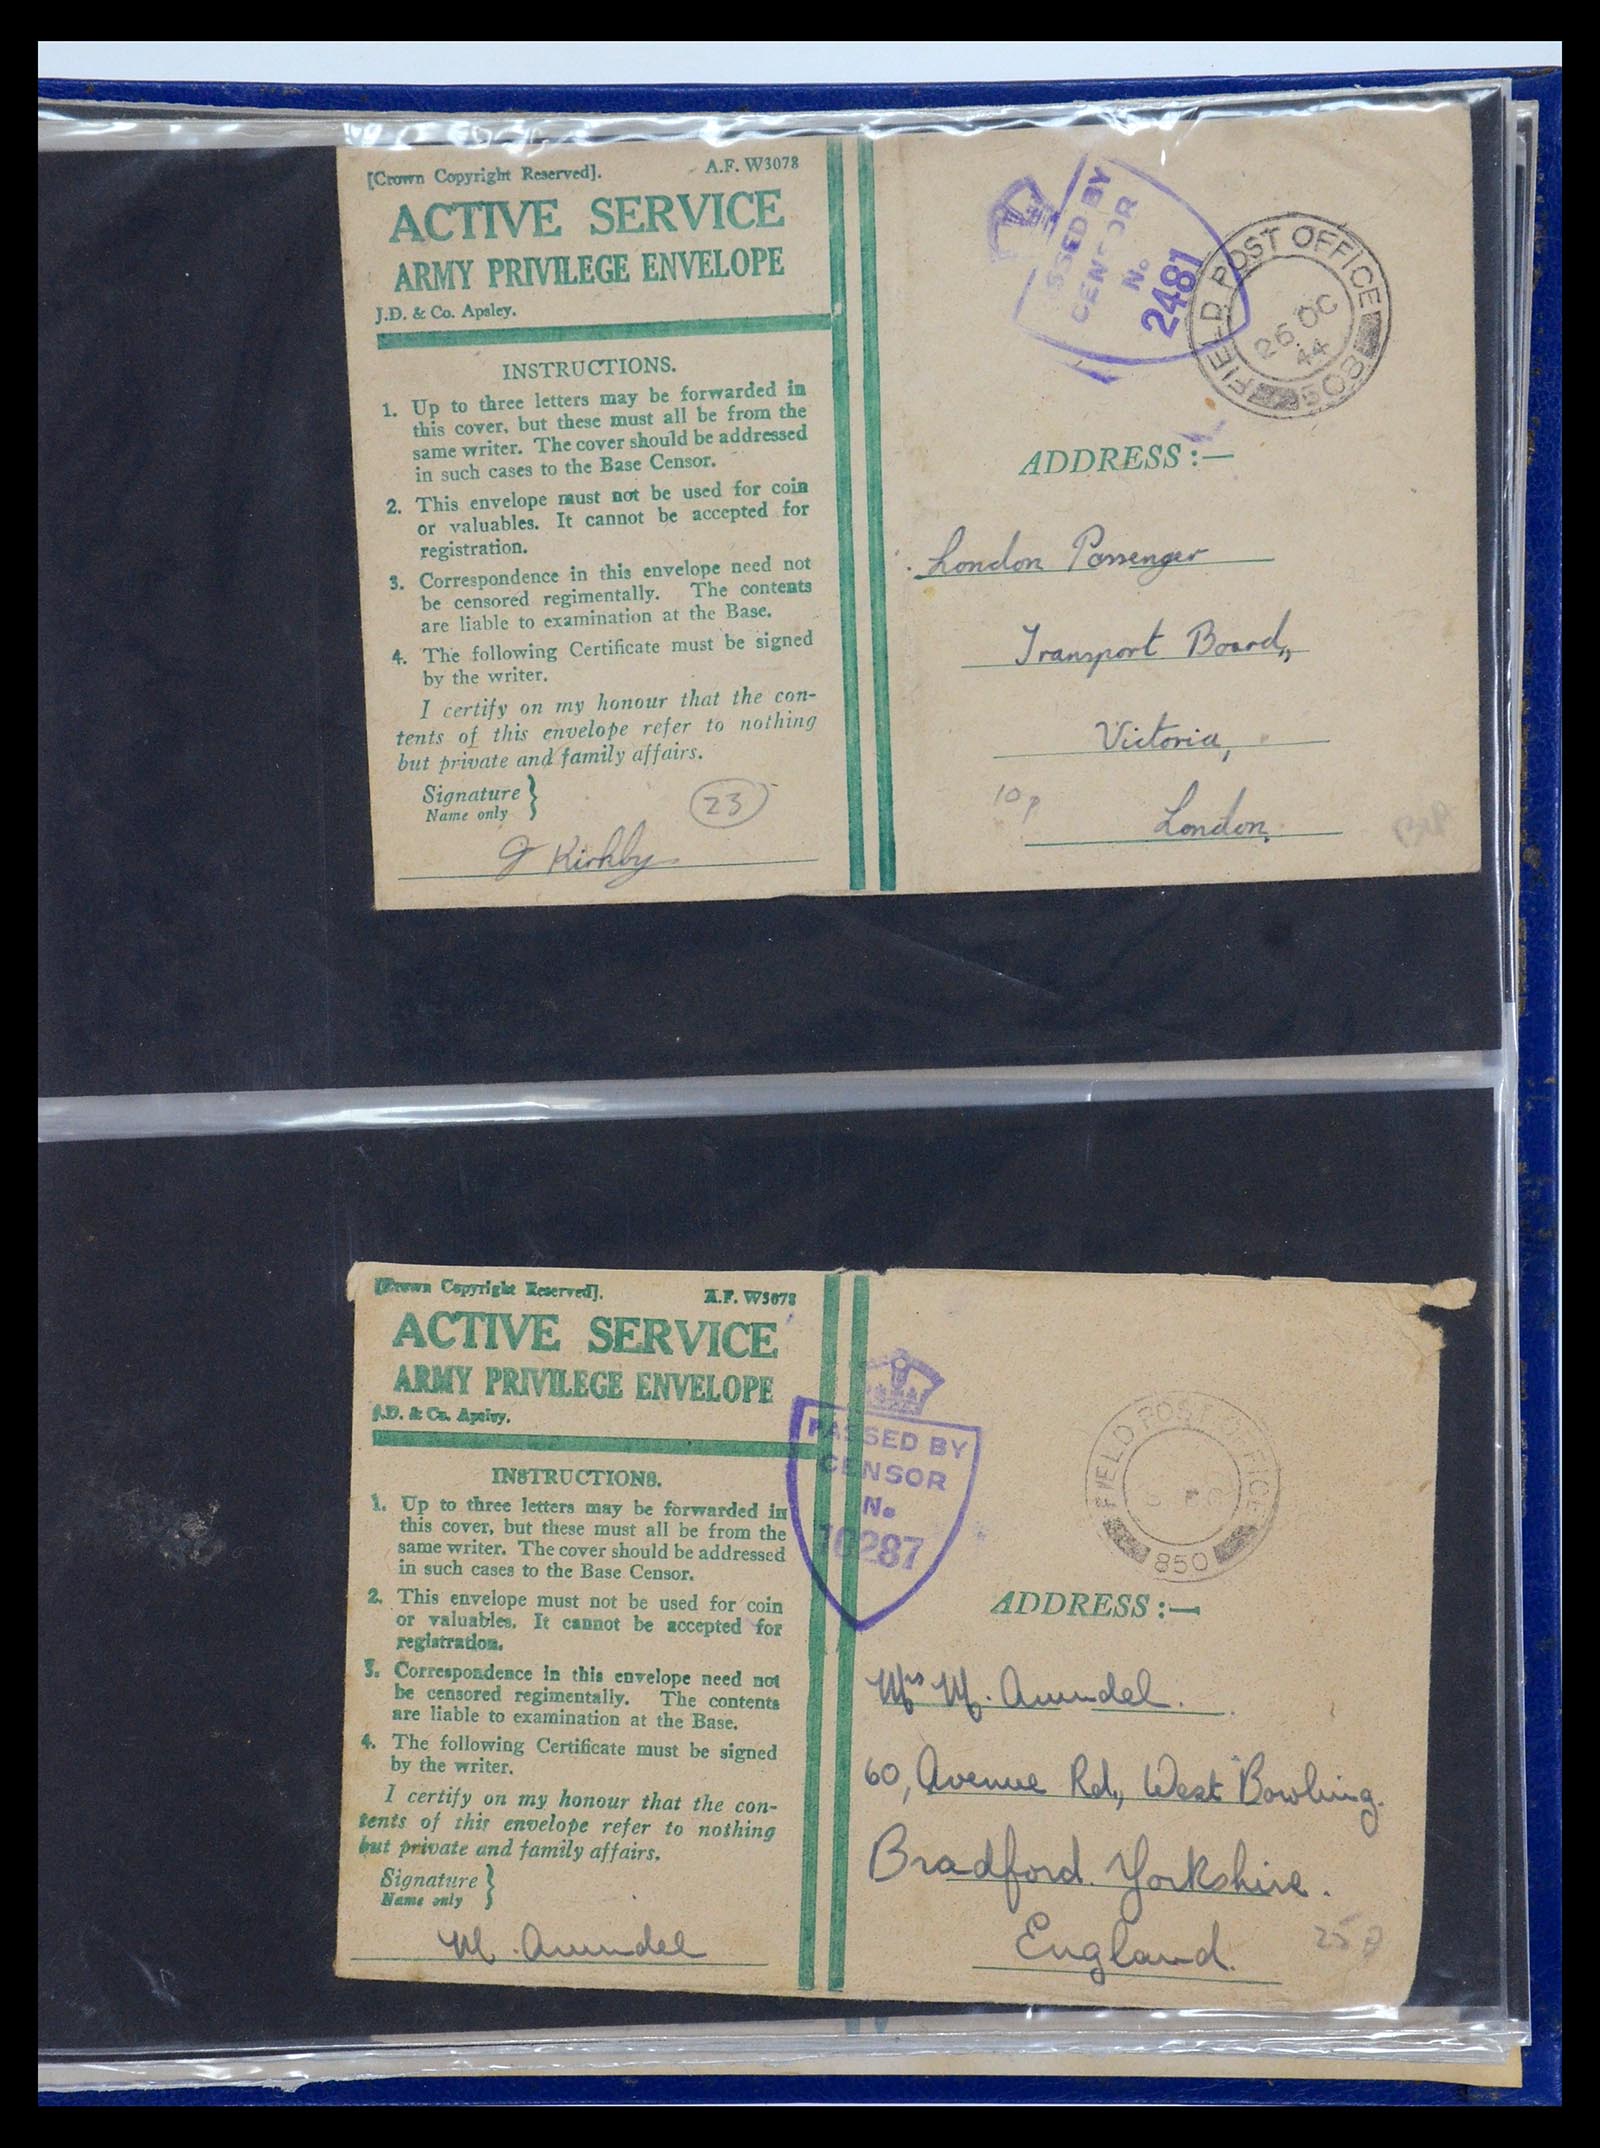 [Crown Copyright Reserved]. A.F. W3078
ACTIVE SERVICE
ARMY PRIVILEGE ENVELOPE
J.D. & Co. Apsley.
INSTRUCTIONS.
1. Up to three letters may be forwarded in
this cover, but these must all be from the
same writer. The cover should be addressed
in such cases to the Base Censor.
2. This envelope must not be used for coin
or valuables. It cannot be accepted for
registration.
3. Correspondence in this envelope need not
be censored regimentally. The contents
are liable to examination at the Base.
4. The following Certificate must be signed
by the writer.
I certify on my honour that the con-
tents of this envelope refer to nothing
but private and family affairs.
Signature }
Name only
23
J Kirkby
SSED BY
CENSOR
No
2481
FIELD POST OFFICE
26 OC
44
508
ADDRESS :—
London Passenger
Transport Board,,
Victoria,
10p
London.
[Crown Copyright Reserved]. A.F. W3078
ACTIVE SERVICE
ARMY PRIVILEGE ENVELOPE
J.D. & Co. Apsley.
INSTRUCTIONS.
1. Up to three letters may be forwarded in
this cover, but these must all be from the
same writer. The cover should be addressed
in such cases to the Base Censor.
2. This envelope must not be used for coin
or valuables. It cannot be accepted for
registration.
3. Correspondence in this envelope need not
be censored regimentally. The contents
are liable to examination at the Base.
4. The following Certificate must be signed
by the writer.
I certify on my honour that the con-
tents of this envelope refer to nothing
but private and family affairs.
Signature }
Name only
M. Arundel
PASSED BY
CENSOR
No
10287
FIELD POST OFFICE
850
ADDRESS :—
Mrs M. Arundel.
60, Avenue Rd, West Bowling.
Bradford. Yorkshire.
England.
25p